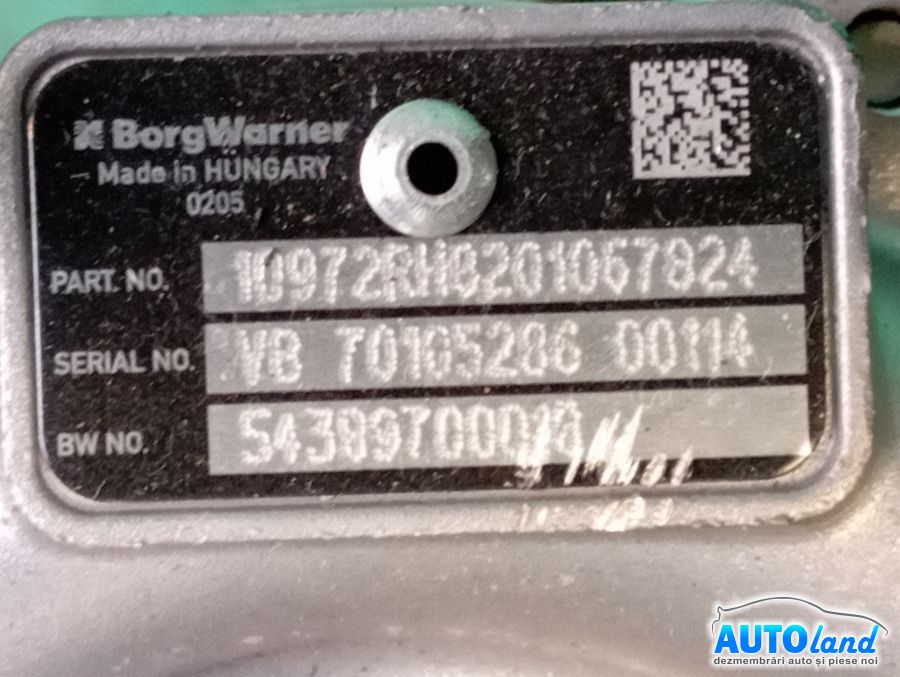 BorgWarner
Made in HUNGARY
0205
PART. NO. 10972RH8201067824
SERIAL NO. VB 70105286 00114
BW NO.
AUTOland
dezmembrări auto și piese noi